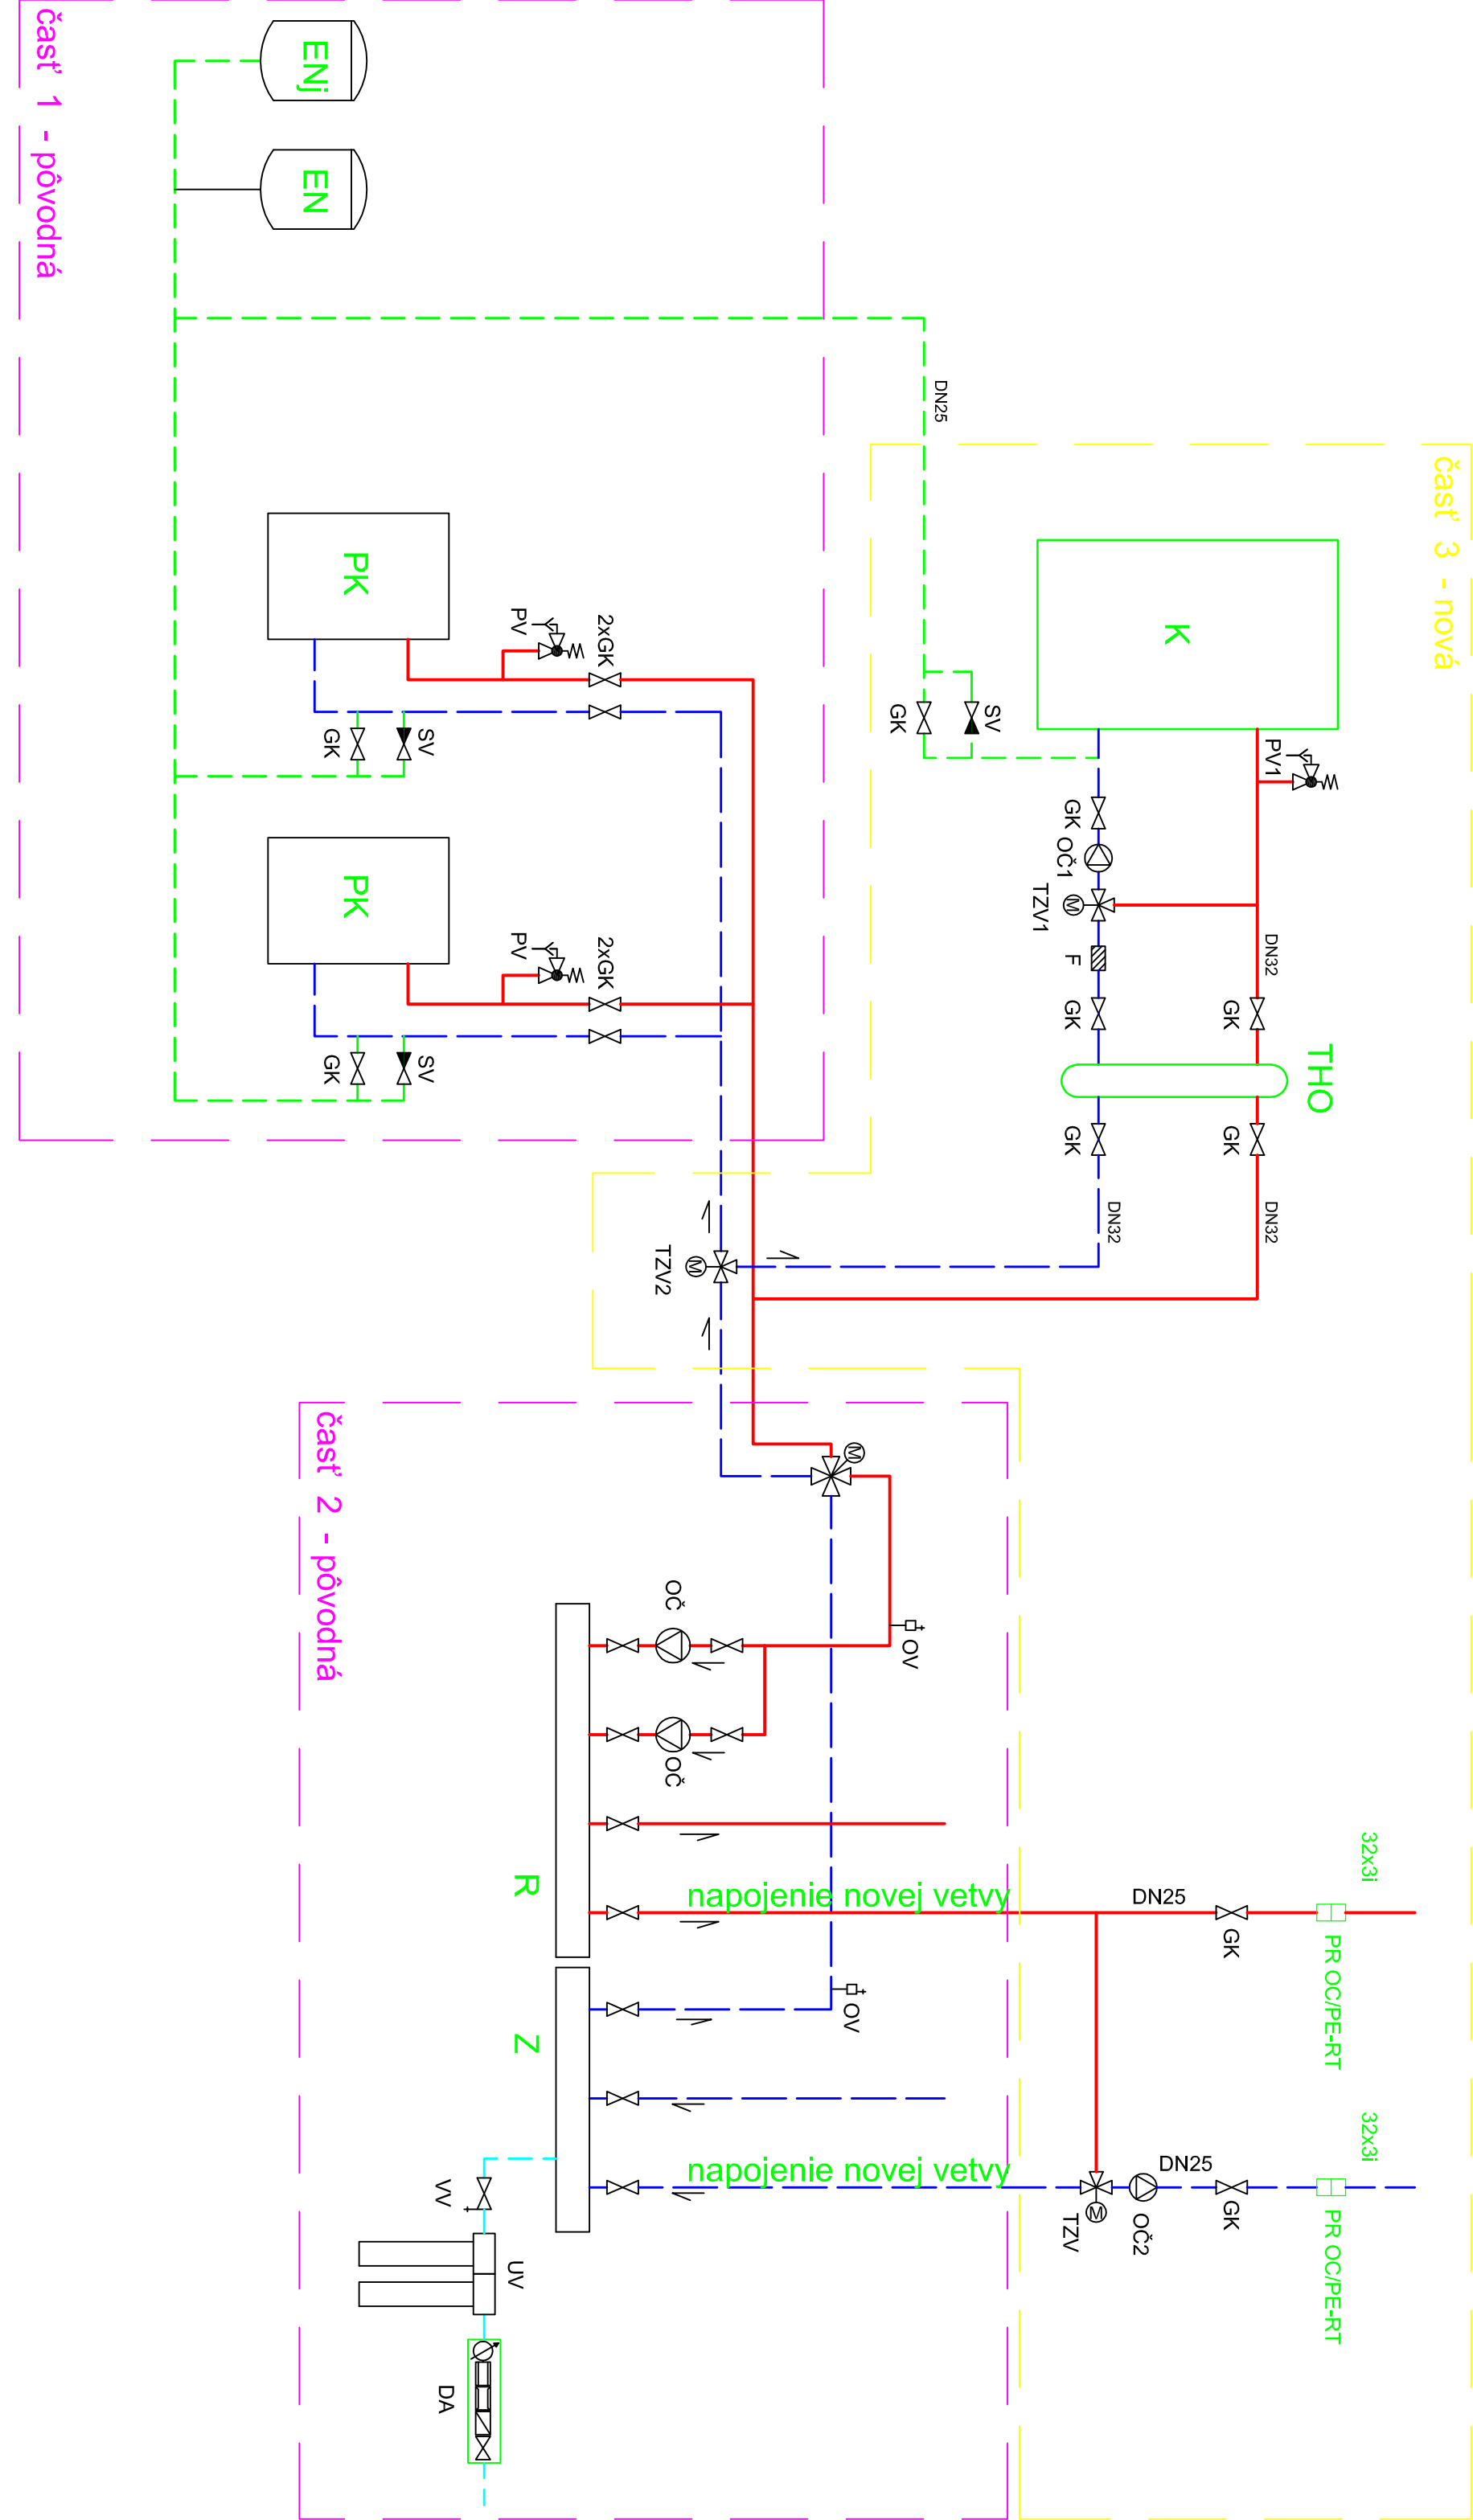 časť 1 - pôvodná
ENj
EN
DN25
časť 3 - nová
K
PK
PV
2xGK
GK
SV
GK
SV
PV1
GK
OČ1
TZV1
F
GK
DN32
GK
THO
PK
PV
2xGK
GK
SV
GK
GK
DN32
DN32
TZV2
M
M
M
časť 2 - pôvodná
M
OČ
OV
OČ
R
napojenie novej vetvy
DN25
GK
32x3i
PR OC/PE-RT
OV
Z
napojenie novej vetvy
DN25
32x3i
GK
PR OC/PE-RT
OČ2
TZV
M
VV
UV
DA